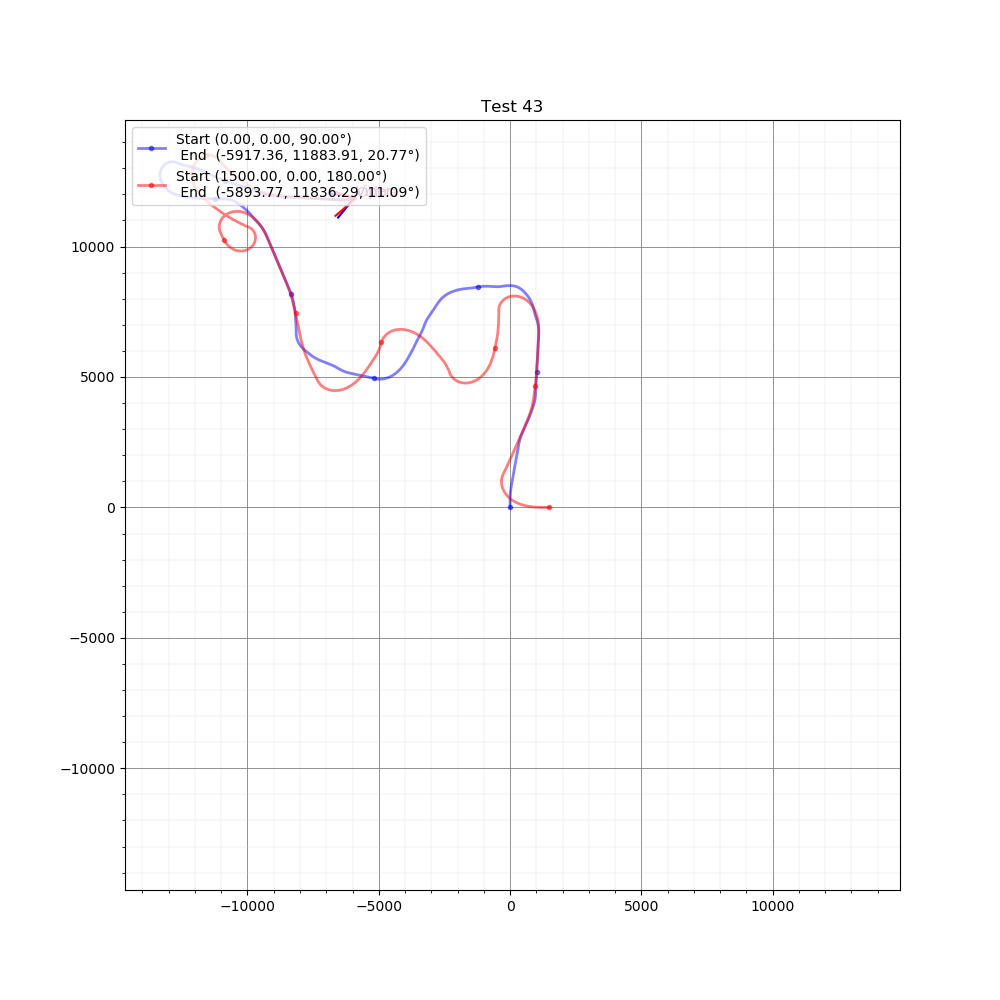 Test 43
Start (0.00, 0.00, 90.00°)
End (-5917.36, 11883.91, 20.77°)
Start (1500.00, 0.00, 180.00°)
End (-5893.77, 11836.29, 11.09°)
10000
5000
0
−5000
−10000
−10000 −5000 0 5000 10000